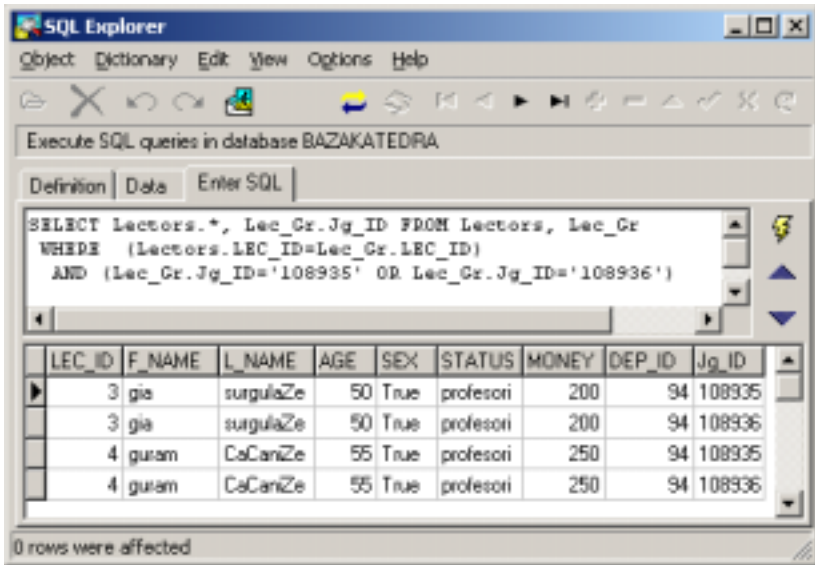 SQL Explorer
Object Dictionary Edit View Options Help
Execute SQL queries in database BAZAKATEDRA
Definition Data Enter SQL
SELECT Lectors.*, Lec_Gr.Jg_ID FROM Lectors, Lec_Gr
WHERE (Lectors.LEC_ID=Lec_Gr.LEC_ID)
AND (Lec_Gr.Jg_ID='108935' OR Lec_Gr.Jg_ID='108936')
LEC_ID F_NAME L_NAME AGE SEX STATUS MONEY DEP_ID Jg_ID
3 gia surgulaZe 50 True profesori 200 94 108935
3 gia surgulaZe 50 True profesori 200 94 108936
4 guram CaCaniZe 55 True profesori 250 94 108935
4 guram CaCaniZe 55 True profesori 250 94 108936
0 rows were affected